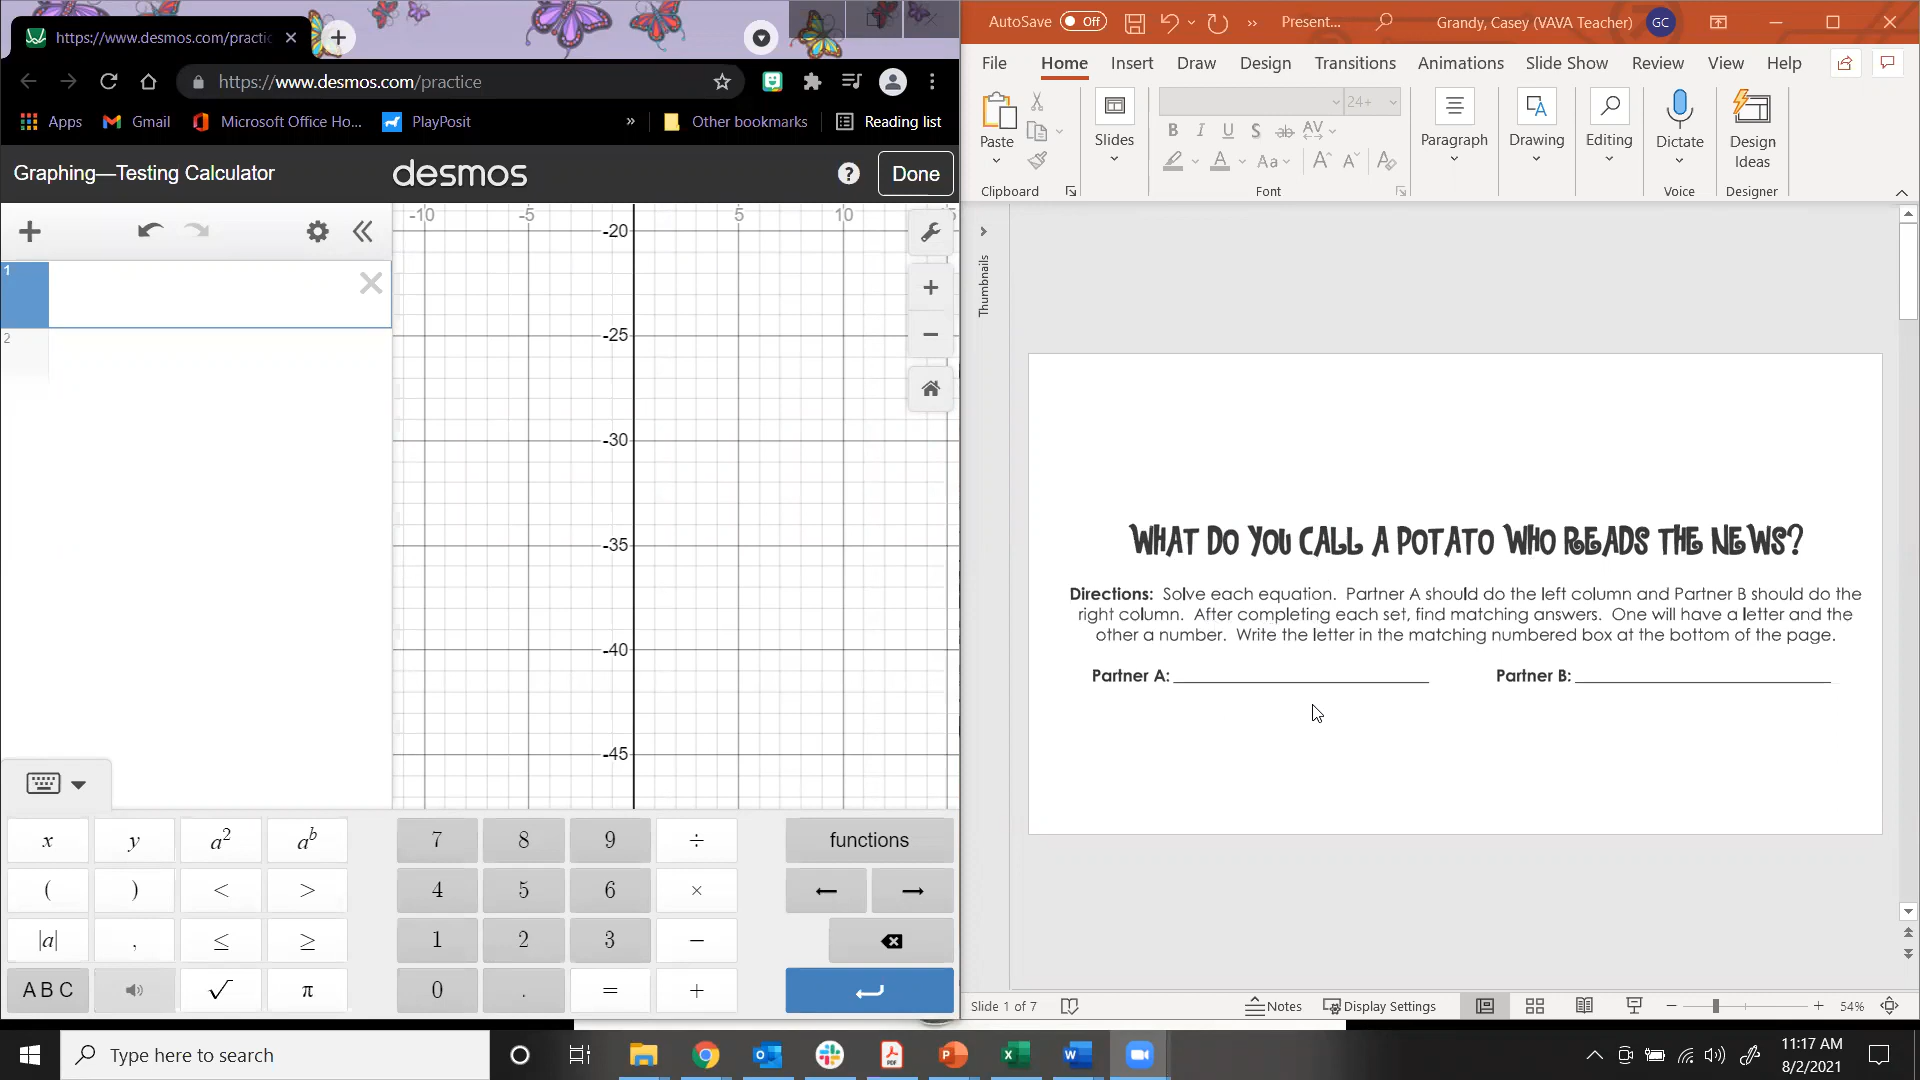 https://www.desmos.com/practic
https://www.desmos.com/practice
Apps Gmail Microsoft Office Ho... PlayPosit » Other bookmarks Reading list
Graphing—Testing Calculator desmos ? Done
1
2
-10 -5 5 10
-20
-25
-30
-35
-40
-45
x y a² aᵇ 7 8 9 ÷ functions
( ) < > 4 5 6 × ← →
|a| , ≤ ≥ 1 2 3 −
A B C √ π 0 . = +
AutoSave Off Present... Grandy, Casey (VAVA Teacher) GC
File Home Insert Draw Design Transitions Animations Slide Show Review View Help
24+
Paste Slides B I U S ab AV Paragraph Drawing Editing Dictate Design Ideas
A Aa A A A
Clipboard Font Voice Designer
Thumbnails
WHAT DO YOU CALL A POTATO WHO READS THE NEWS?
Directions: Solve each equation. Partner A should do the left column and Partner B should do the
right column. After completing each set, find matching answers. One will have a letter and the
other a number. Write the letter in the matching numbered box at the bottom of the page.
Partner A: Partner B:
Slide 1 of 7 Notes Display Settings 54%
Type here to search
11:17 AM
8/2/2021